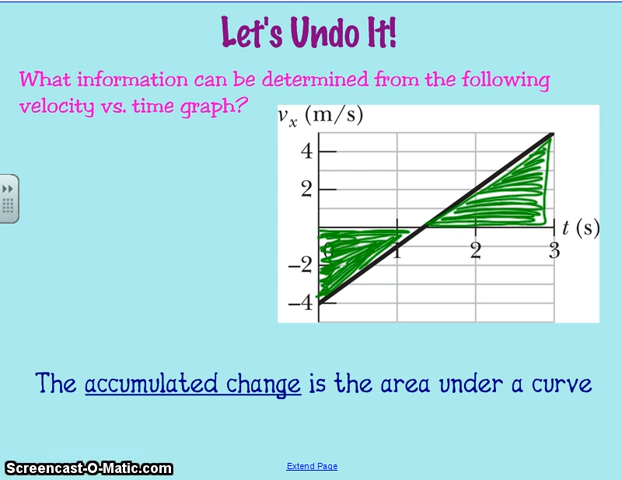 Let's Undo It!
What information can be determined from the following
velocity vs. time graph?
vₓ (m/s)
4
2
t (s)
1 2 3
−2
−4
The accumulated change is the area under a curve
Extend Page
Screencast-O-Matic.com